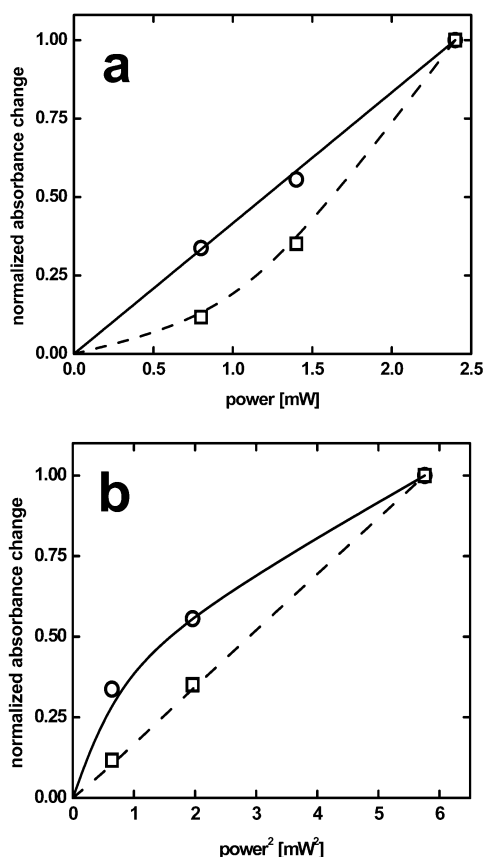 a
normalized absorbance change
1.00
0.75
0.50
0.25
0.00
0.0 0.5 1.0 1.5 2.0 2.5
power [mW]
b
normalized absorbance change
1.00
0.75
0.50
0.25
0.00
0 1 2 3 4 5 6
power² [mW²]